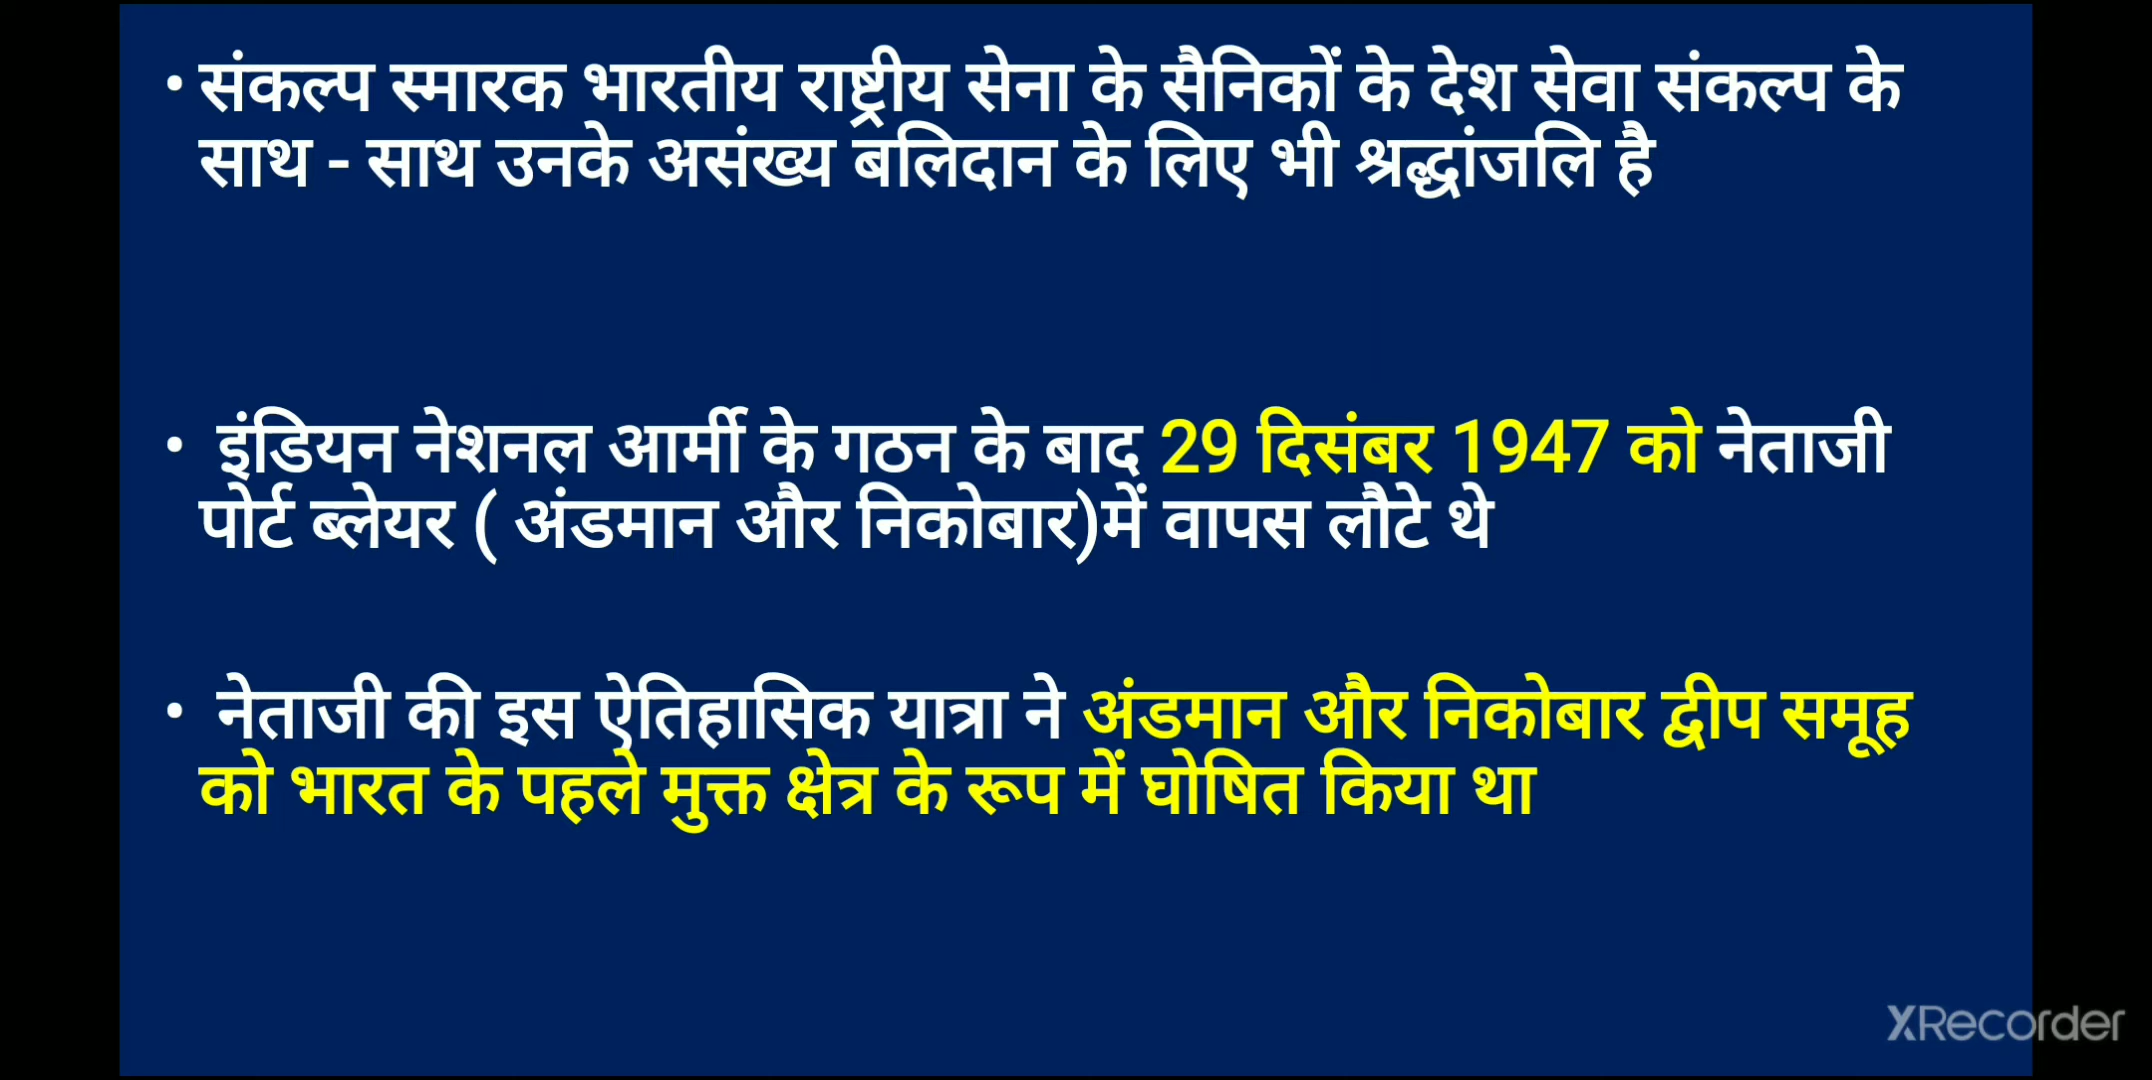 • संकल्प स्मारक भारतीय राष्ट्रीय सेना के सैनिकों के देश सेवा संकल्प के
साथ - साथ उनके असंख्य बलिदान के लिए भी श्रद्धांजलि है
• इंडियन नेशनल आर्मी के गठन के बाद 29 दिसंबर 1947 को नेताजी
पोर्ट ब्लेयर ( अंडमान और निकोबार)में वापस लौटे थे
• नेताजी की इस ऐतिहासिक यात्रा ने अंडमान और निकोबार द्वीप समूह
को भारत के पहले मुक्त क्षेत्र के रूप में घोषित किया था
XRecorder